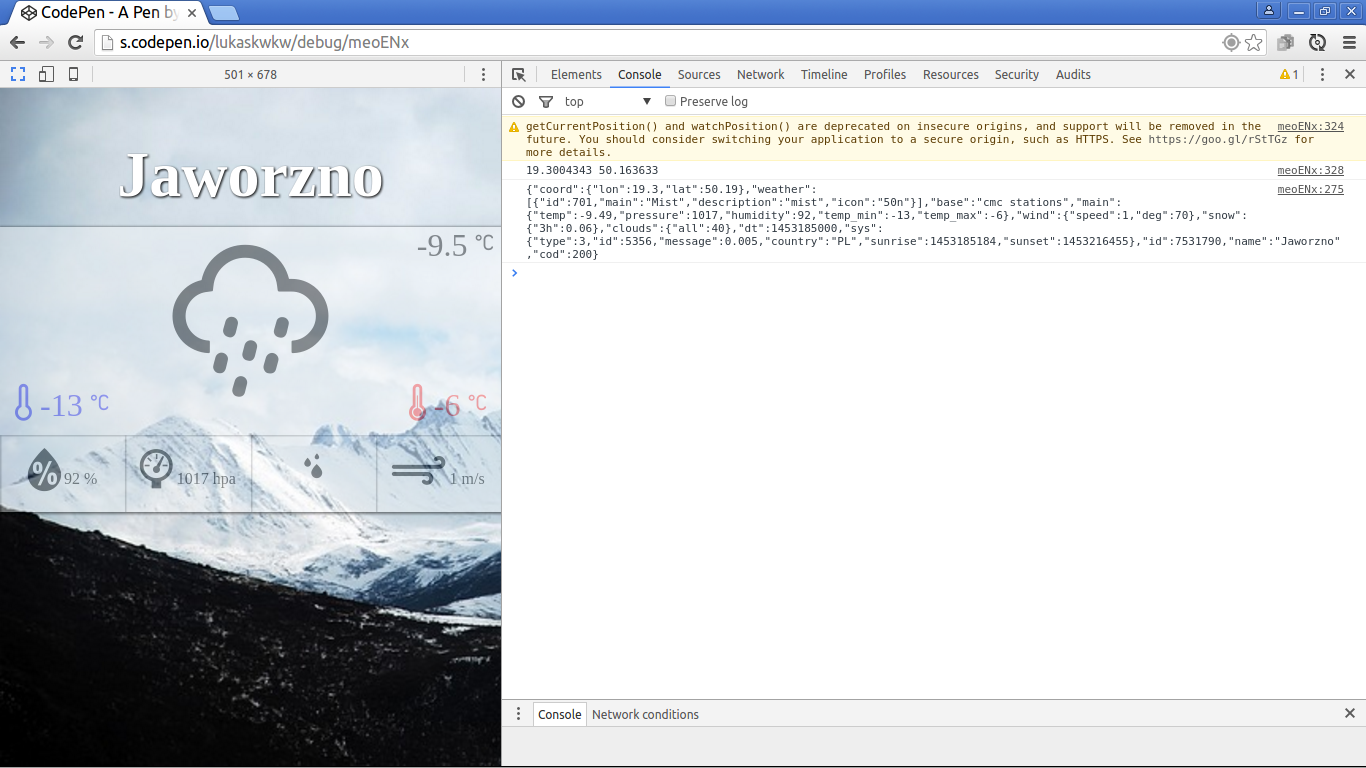 CodePen - A Pen by
s.codepen.io/lukaskwkw/debug/meoENx
501 × 678
Elements Console Sources Network Timeline Profiles Resources Security Audits 1
top Preserve log
Jaworzno
-9.5 °C
-13 °C
-6 °C
% 92 %
1017 hpa
1 m/s
getCurrentPosition() and watchPosition() are deprecated on insecure origins, and support will be removed in the meoENx:324
future. You should consider switching your application to a secure origin, such as HTTPS. See https://goo.gl/rStTGz for
more details.
19.3004343 50.163633 meoENx:328
{"coord":{"lon":19.3,"lat":50.19},"weather": meoENx:275
[{"id":701,"main":"Mist","description":"mist","icon":"50n"}],"base":"cmc stations","main":
{"temp":-9.49,"pressure":1017,"humidity":92,"temp_min":-13,"temp_max":-6},"wind":{"speed":1,"deg":70},"snow":
{"3h":0.06},"clouds":{"all":40},"dt":1453185000,"sys":
{"type":3,"id":5356,"message":0.005,"country":"PL","sunrise":1453185184,"sunset":1453216455},"id":7531790,"name":"Jaworzno"
,"cod":200}
Console Network conditions